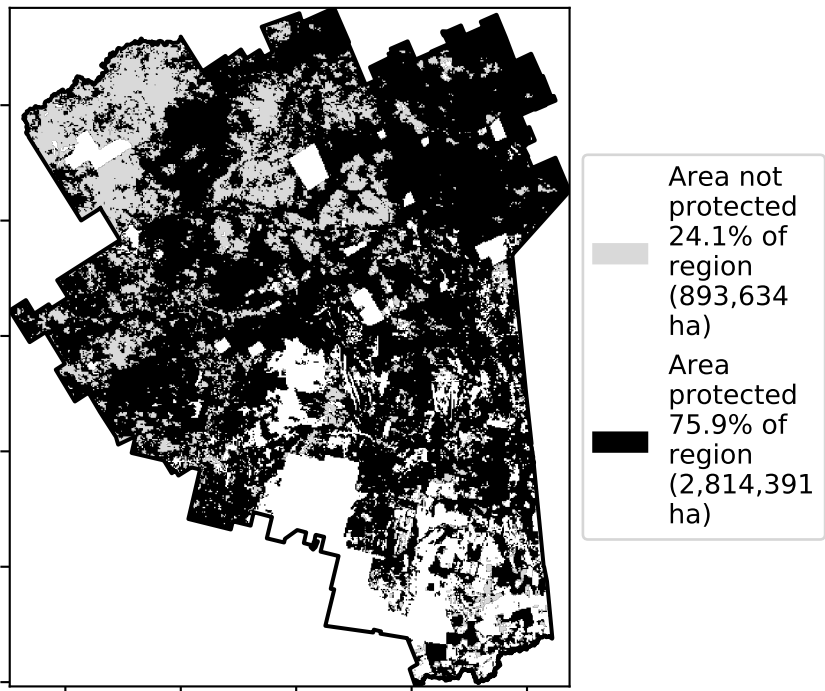 Area not
protected
24.1% of
region
(893,634
ha)
Area
protected
75.9% of
region
(2,814,391
ha)